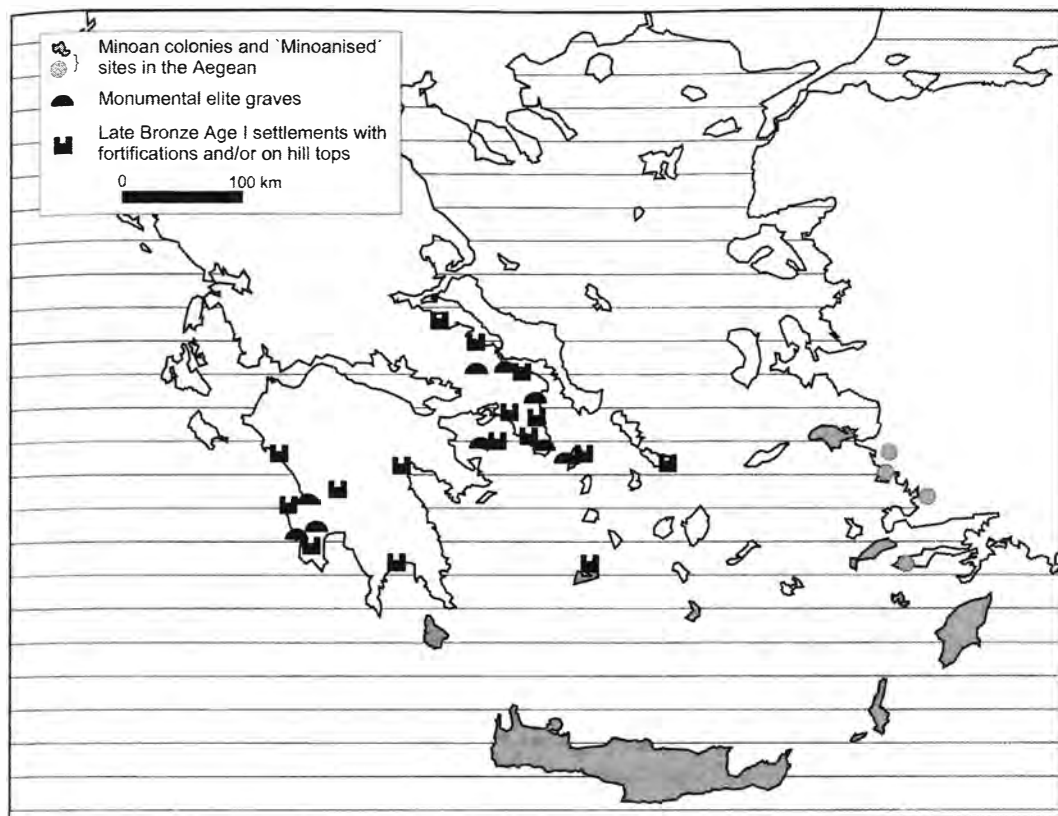 Minoan colonies and `Minoanised´
sites in the Aegean
Monumental elite graves
Late Bronze Age I settlements with
fortifications and/or on hill tops
0 100 km